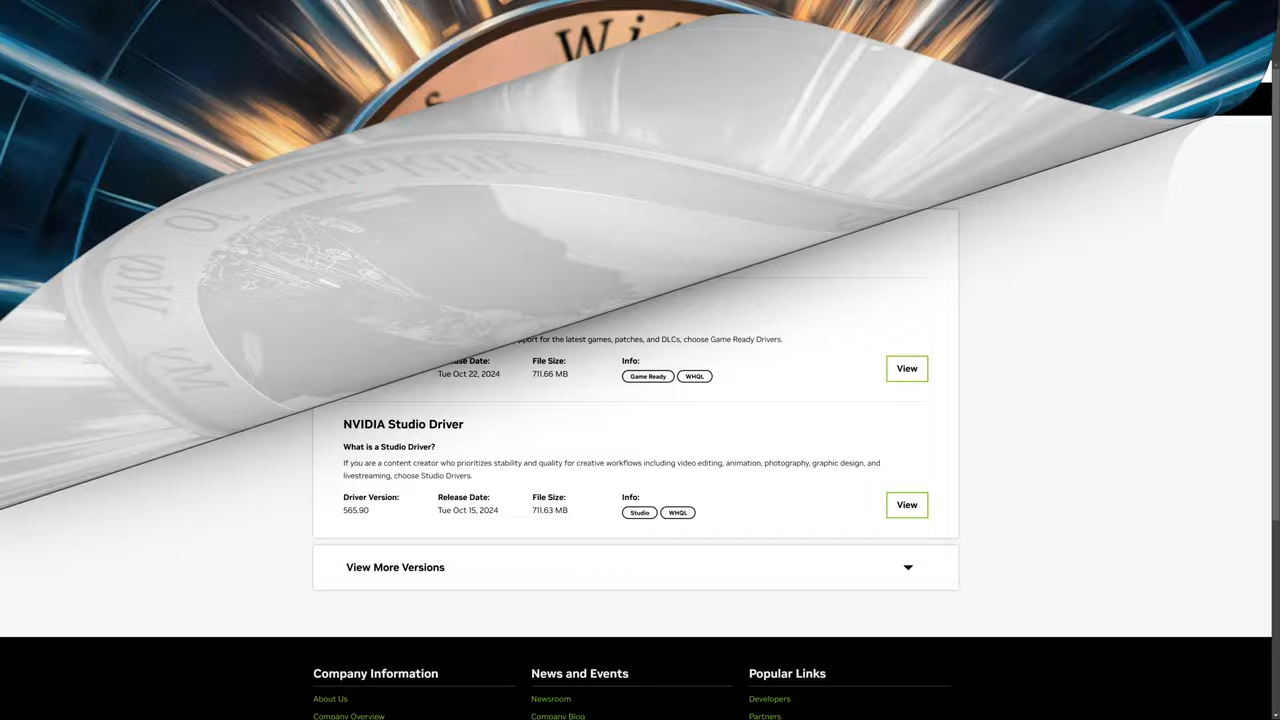 Wi
s
Thinking
Way Of
port for the latest games, patches, and DLCs, choose Game Ready Drivers.
ase Date: File Size: Info:
Tue Oct 22, 2024 711.66 MB Game Ready WHQL
View
NVIDIA Studio Driver
What is a Studio Driver?
If you are a content creator who prioritizes stability and quality for creative workflows including video editing, animation, photography, graphic design, and
livestreaming, choose Studio Drivers.
Driver Version: Release Date: File Size: Info:
565.90 Tue Oct 15, 2024 711.63 MB Studio WHQL
View
View More Versions
Company Information News and Events Popular Links
About Us Newsroom Developers
Company Overview Company Blog Partners